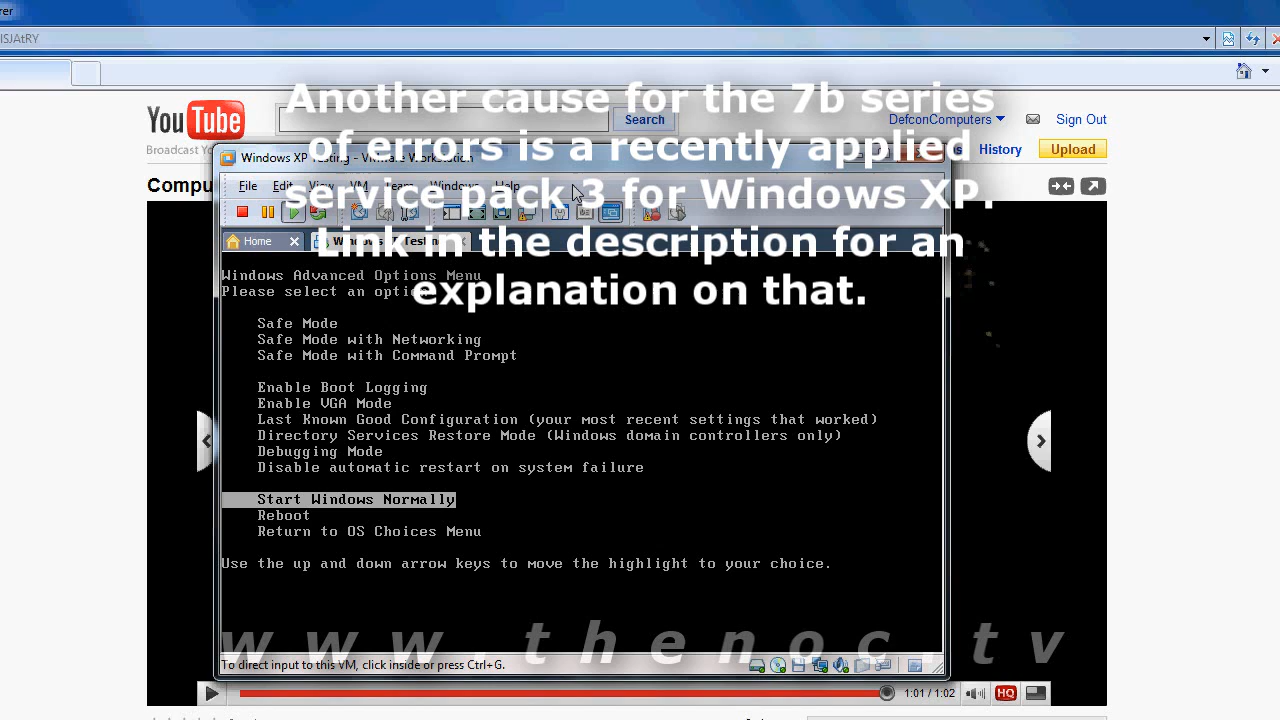 rer
ISJAtRY
Another cause for the 7b series
of errors is a recently applied
service pack 3 for Windows XP.
Link in the description for an
explanation on that.
YouTube
Search
DefconComputers
Sign Out
Broadcast Yo
History
Upload
Compu
Windows XP Testing - VMware Workstation
File Edit View VM Team Windows Help
Home
Windows Advanced Options Menu
Please select an option
Safe Mode
Safe Mode with Networking
Safe Mode with Command Prompt
Enable Boot Logging
Enable VGA Mode
Last Known Good Configuration (your most recent settings that worked)
Directory Services Restore Mode (Windows domain controllers only)
Debugging Mode
Disable automatic restart on system failure
Start Windows Normally
Reboot
Return to OS Choices Menu
Use the up and down arrow keys to move the highlight to your choice.
www.thenoc.tv
To direct input to this VM, click inside or press Ctrl+G.
1:01 / 1:02
HQ